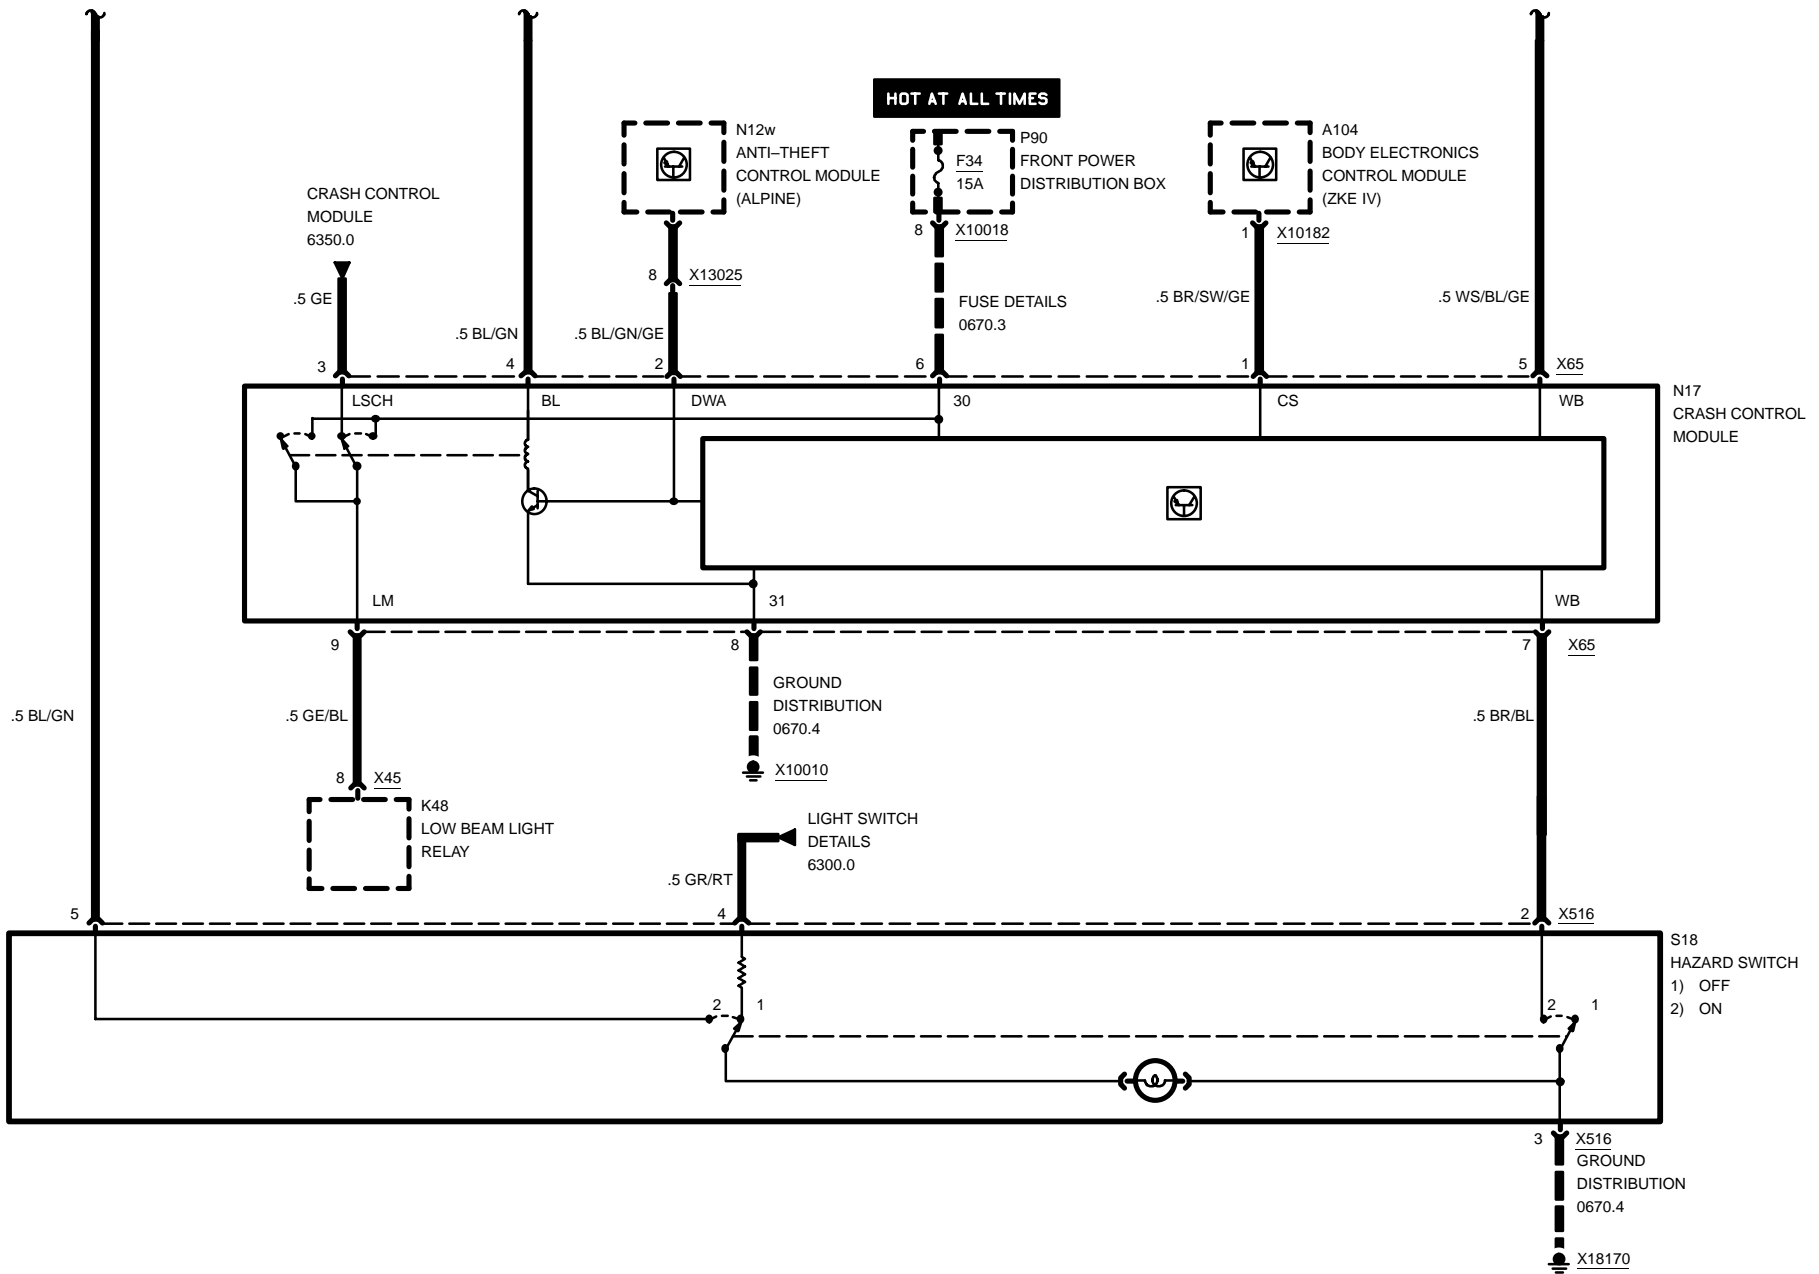 HOT AT ALL TIMES
N12w
ANTI–THEFT
CONTROL MODULE
(ALPINE)
F34
15A
P90
FRONT POWER
DISTRIBUTION BOX
A104
BODY ELECTRONICS
CONTROL MODULE
(ZKE IV)
CRASH CONTROL
MODULE
6350.0
8 X10018
1 X10182
8 X13025
.5 GE
.5 BL/GN
.5 BL/GN/GE
FUSE DETAILS
0670.3
.5 BR/SW/GE
.5 WS/BL/GE
3
4
2
6
1
5 X65
LSCH
BL
DWA
30
CS
WB
N17
CRASH CONTROL
MODULE
LM
31
WB
9
8
7 X65
.5 BL/GN
.5 GE/BL
GROUND
DISTRIBUTION
0670.4
.5 BR/BL
X10010
8 X45
K48
LOW BEAM LIGHT
RELAY
LIGHT SWITCH
DETAILS
6300.0
.5 GR/RT
5
4
2 X516
S18
HAZARD SWITCH
1) OFF
2) ON
2
1
2
1
3 X516
GROUND
DISTRIBUTION
0670.4
X18170